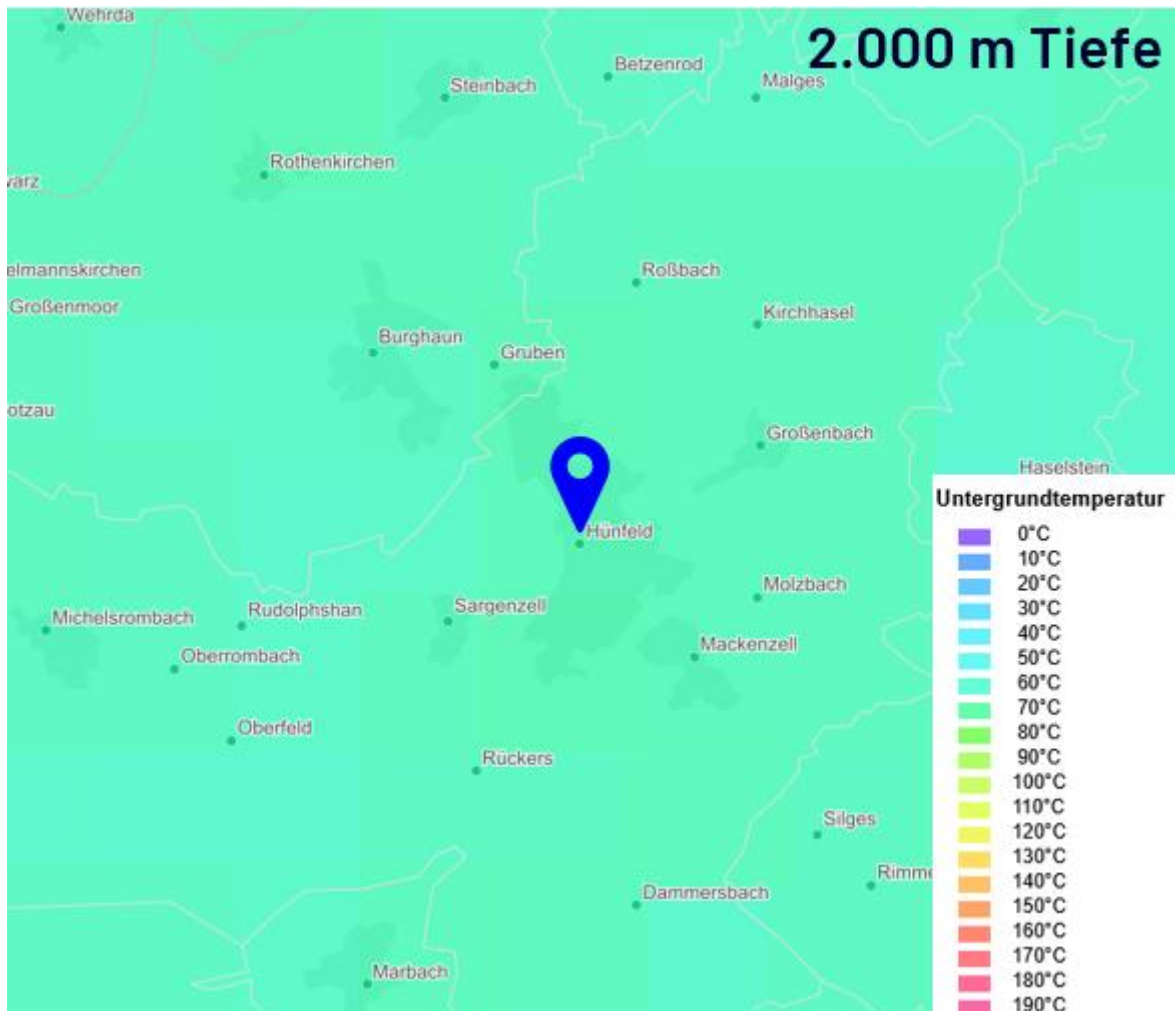 Wehrda
2.000 m Tiefe
Betzenrod
Steinbach
Malges
Rothenkirchen
varz
Roßbach
elmannskirchen
Großenmoor
Kirchhasel
Burghaun
Gruben
otzau
Großenbach
Haselstein
Hünfeld
Molzbach
Sargenzell
Rudolphshan
Michelsrombach
Mackenzell
Oberrombach
Oberfeld
Rückers
Silges
Rimme
Dammersbach
Marbach
Untergrundtemperatur
0°C
10°C
20°C
30°C
40°C
50°C
60°C
70°C
80°C
90°C
100°C
110°C
120°C
130°C
140°C
150°C
160°C
170°C
180°C
190°C